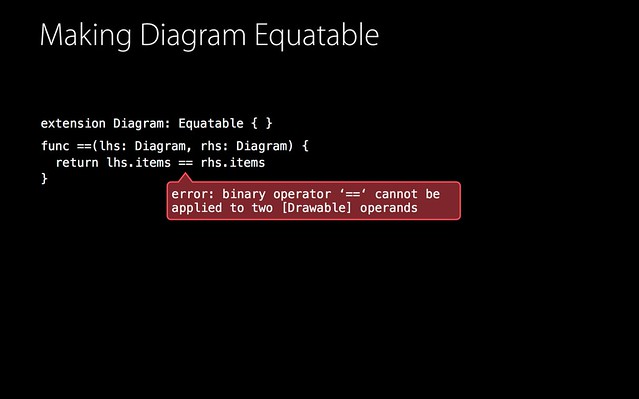 Making Diagram Equatable
extension Diagram: Equatable { }
func ==(lhs: Diagram, rhs: Diagram) {
  return lhs.items == rhs.items
}
error: binary operator ‘==‘ cannot be
applied to two [Drawable] operands